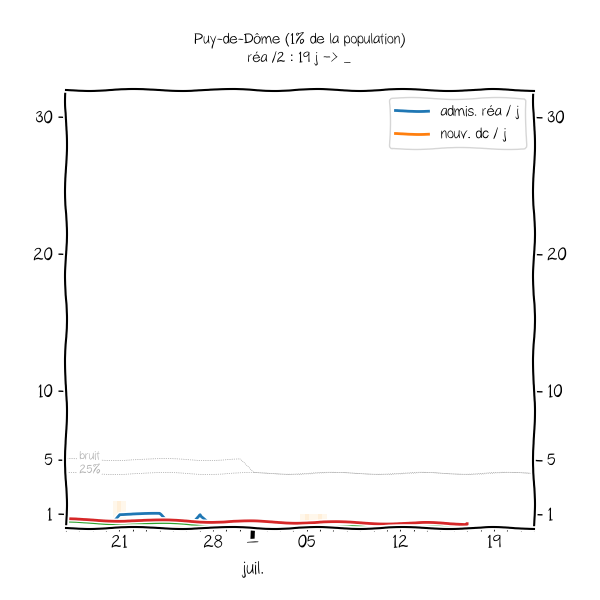 Puy-de-Dôme (1% de la population)
réa /2 : 19 j -> _
admis. réa / j
nouv. dc / j
30
30
20
20
10
10
bruit
25%
5
5
1
1
21
28
1
05
12
19
juil.